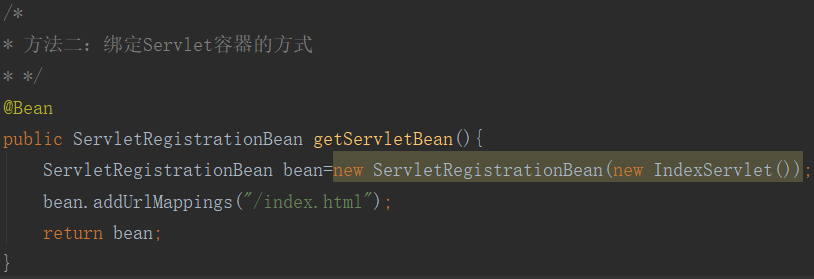 /*
* 方法二：绑定Servlet容器的方式
* */
@Bean
public ServletRegistrationBean getServletBean(){
    ServletRegistrationBean bean=new ServletRegistrationBean(new IndexServlet());
    bean.addUrlMappings("/index.html");
    return bean;
}